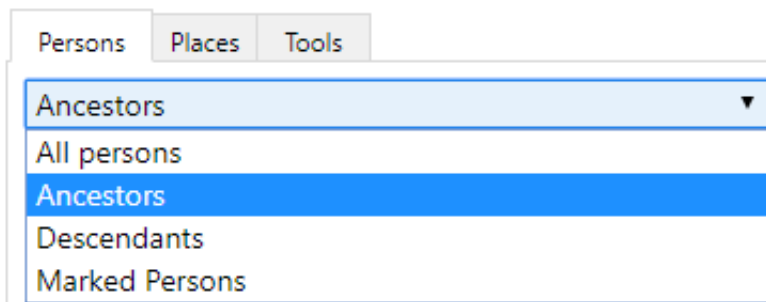 Persons Places Tools
Ancestors
All persons
Ancestors
Descendants
Marked Persons